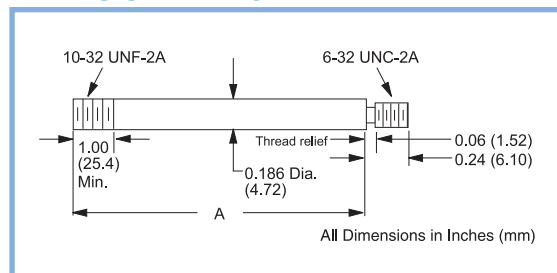 10-32 UNF-2A
6-32 UNC-2A
Thread relief
1.00
(25.4)
Min.
0.186 Dia.
(4.72)
0.06 (1.52)
0.24 (6.10)
A
All Dimensions in Inches (mm)